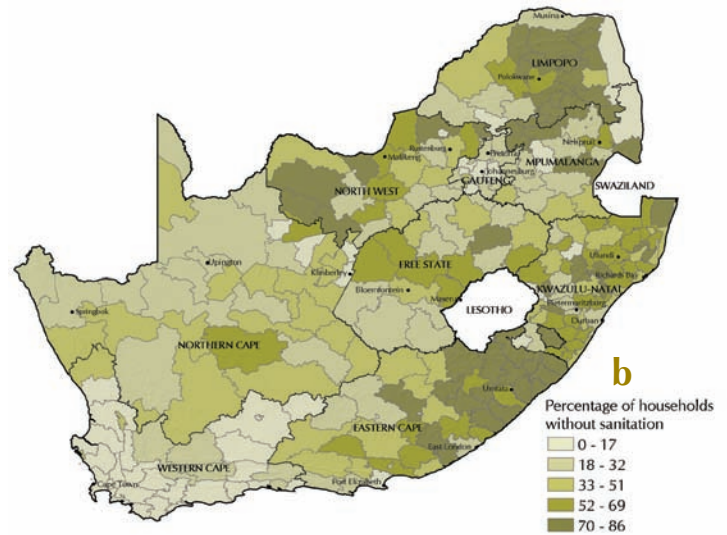 Musina
LIMPOPO
Polokwane
Nelspruit
Rustenburg
Pretoria
Mafikeng
MPUMALANGA
Johannesburg
GAUTENG
NORTH WEST
SWAZILAND
Upington
Ulundi
Kimberley
FREE STATE
Richards Bay
Bloemfontein
KWAZULU-NATAL
Maseru
Pietermaritzburg
LESOTHO
Springbok
Durban
NORTHERN CAPE
b
Umtata
Percentage of households
without sanitation
0 - 17
18 - 32
33 - 51
52 - 69
70 - 86
EASTERN CAPE
East London
WESTERN CAPE
Cape Town
Port Elizabeth